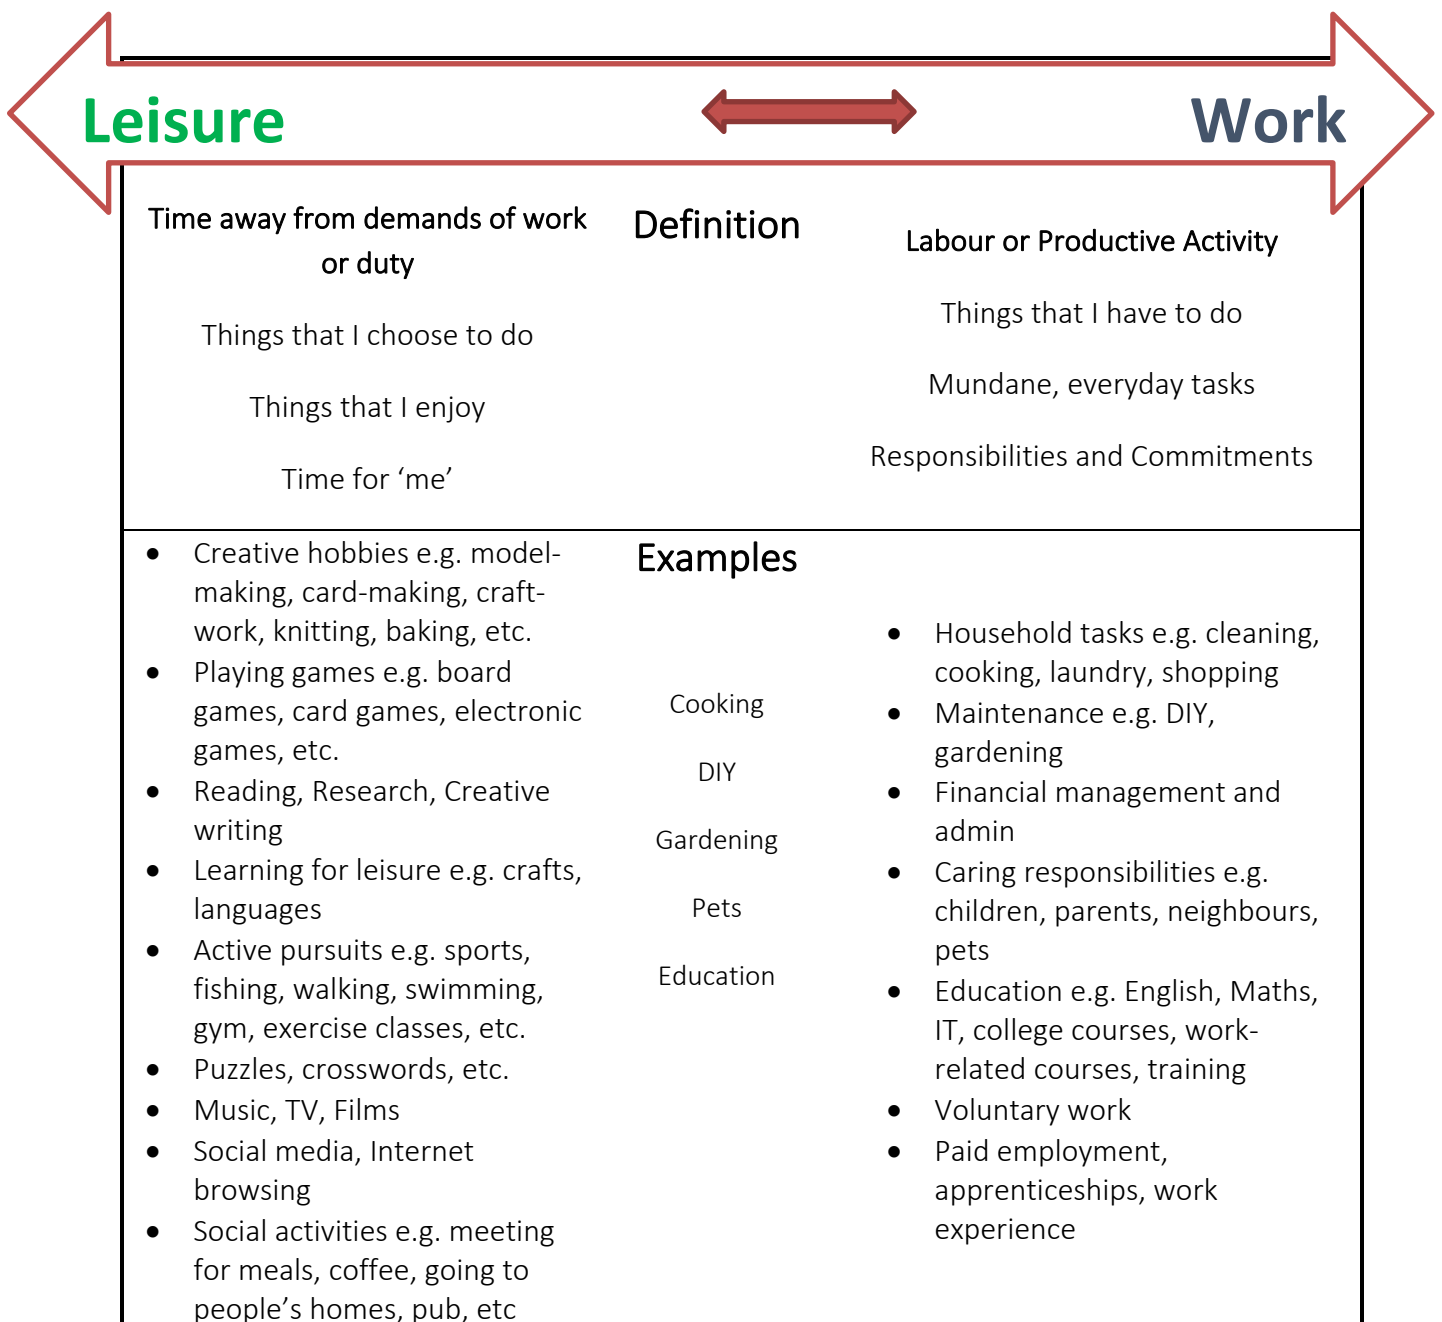 Leisure
Work
Time away from demands of work
or duty
Things that I choose to do
Things that I enjoy
Time for ‘me’
Definition
Labour or Productive Activity
Things that I have to do
Mundane, everyday tasks
Responsibilities and Commitments
• Creative hobbies e.g. model-
making, card-making, craft-
work, knitting, baking, etc.
• Playing games e.g. board
games, card games, electronic
games, etc.
• Reading, Research, Creative
writing
• Learning for leisure e.g. crafts,
languages
• Active pursuits e.g. sports,
fishing, walking, swimming,
gym, exercise classes, etc.
• Puzzles, crosswords, etc.
• Music, TV, Films
• Social media, Internet
browsing
• Social activities e.g. meeting
for meals, coffee, going to
people’s homes, pub, etc
Examples
Cooking
DIY
Gardening
Pets
Education
• Household tasks e.g. cleaning,
cooking, laundry, shopping
• Maintenance e.g. DIY,
gardening
• Financial management and
admin
• Caring responsibilities e.g.
children, parents, neighbours,
pets
• Education e.g. English, Maths,
IT, college courses, work-
related courses, training
• Voluntary work
• Paid employment,
apprenticeships, work
experience